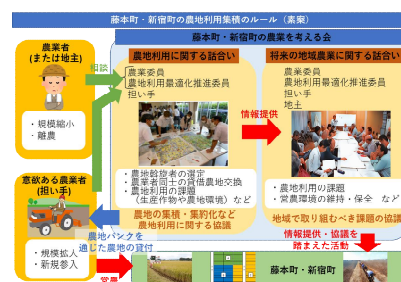 藤本町・新宿町の農地利用集積のルール（素案）
藤本町・新宿町の農業を考える会
農業者
(または地主)
・規模縮小
・離農
相談
農地利用に関する話合い
農業委員
農地利用最適化推進委員
担い手
・農地斡旋者の選定
・農業者同士の貸借農地交換
・農地利用の課題
（生産作物や農地環境）など
農地の集積・集約化など
農地利用に関する協議
情報提供
将来の地域農業に関する話合い
農業委員
農地利用最適化推進委員
担い手
地主
・農地利用の課題
・営農環境の維持・保全 など
地域で取り組むべき課題の協議
意欲ある農業者
(担い手)
・規模拡大
・新規参入
農地バンクを
通じた農地の貸付
情報提供・協議を
踏まえた活動
営農
藤本町・新宿町